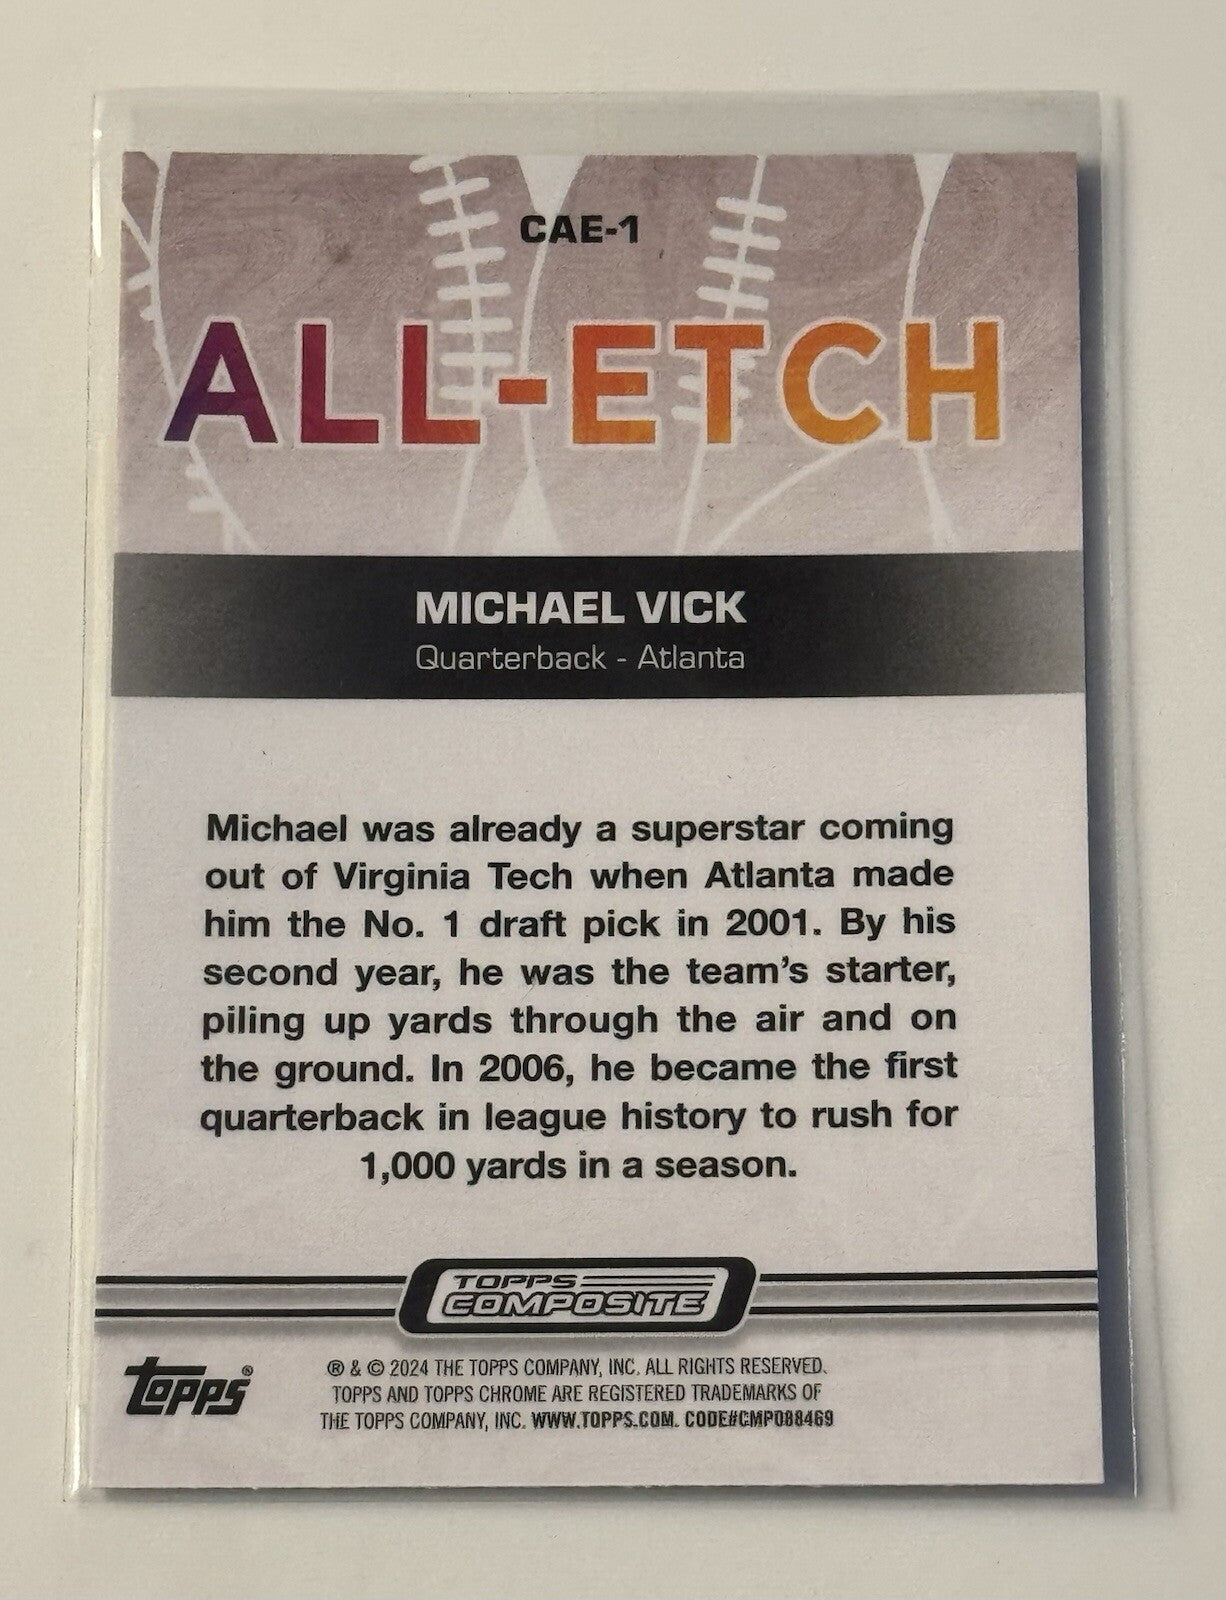 CAE-1
ALL-ETCH
MICHAEL VICK
Quarterback - Atlanta
Michael was already a superstar coming
out of Virginia Tech when Atlanta made
him the No. 1 draft pick in 2001. By his
second year, he was the team's starter,
piling up yards through the air and on
the ground. In 2006, he became the first
quarterback in league history to rush for
1,000 yards in a season.
TOPPS
COMPOSITE
Topps®
® & © 2024 THE TOPPS COMPANY, INC. ALL RIGHTS RESERVED.
TOPPS AND TOPPS CHROME ARE REGISTERED TRADEMARKS OF
THE TOPPS COMPANY, INC. WWW.TOPPS.COM. CODE#CMP088469